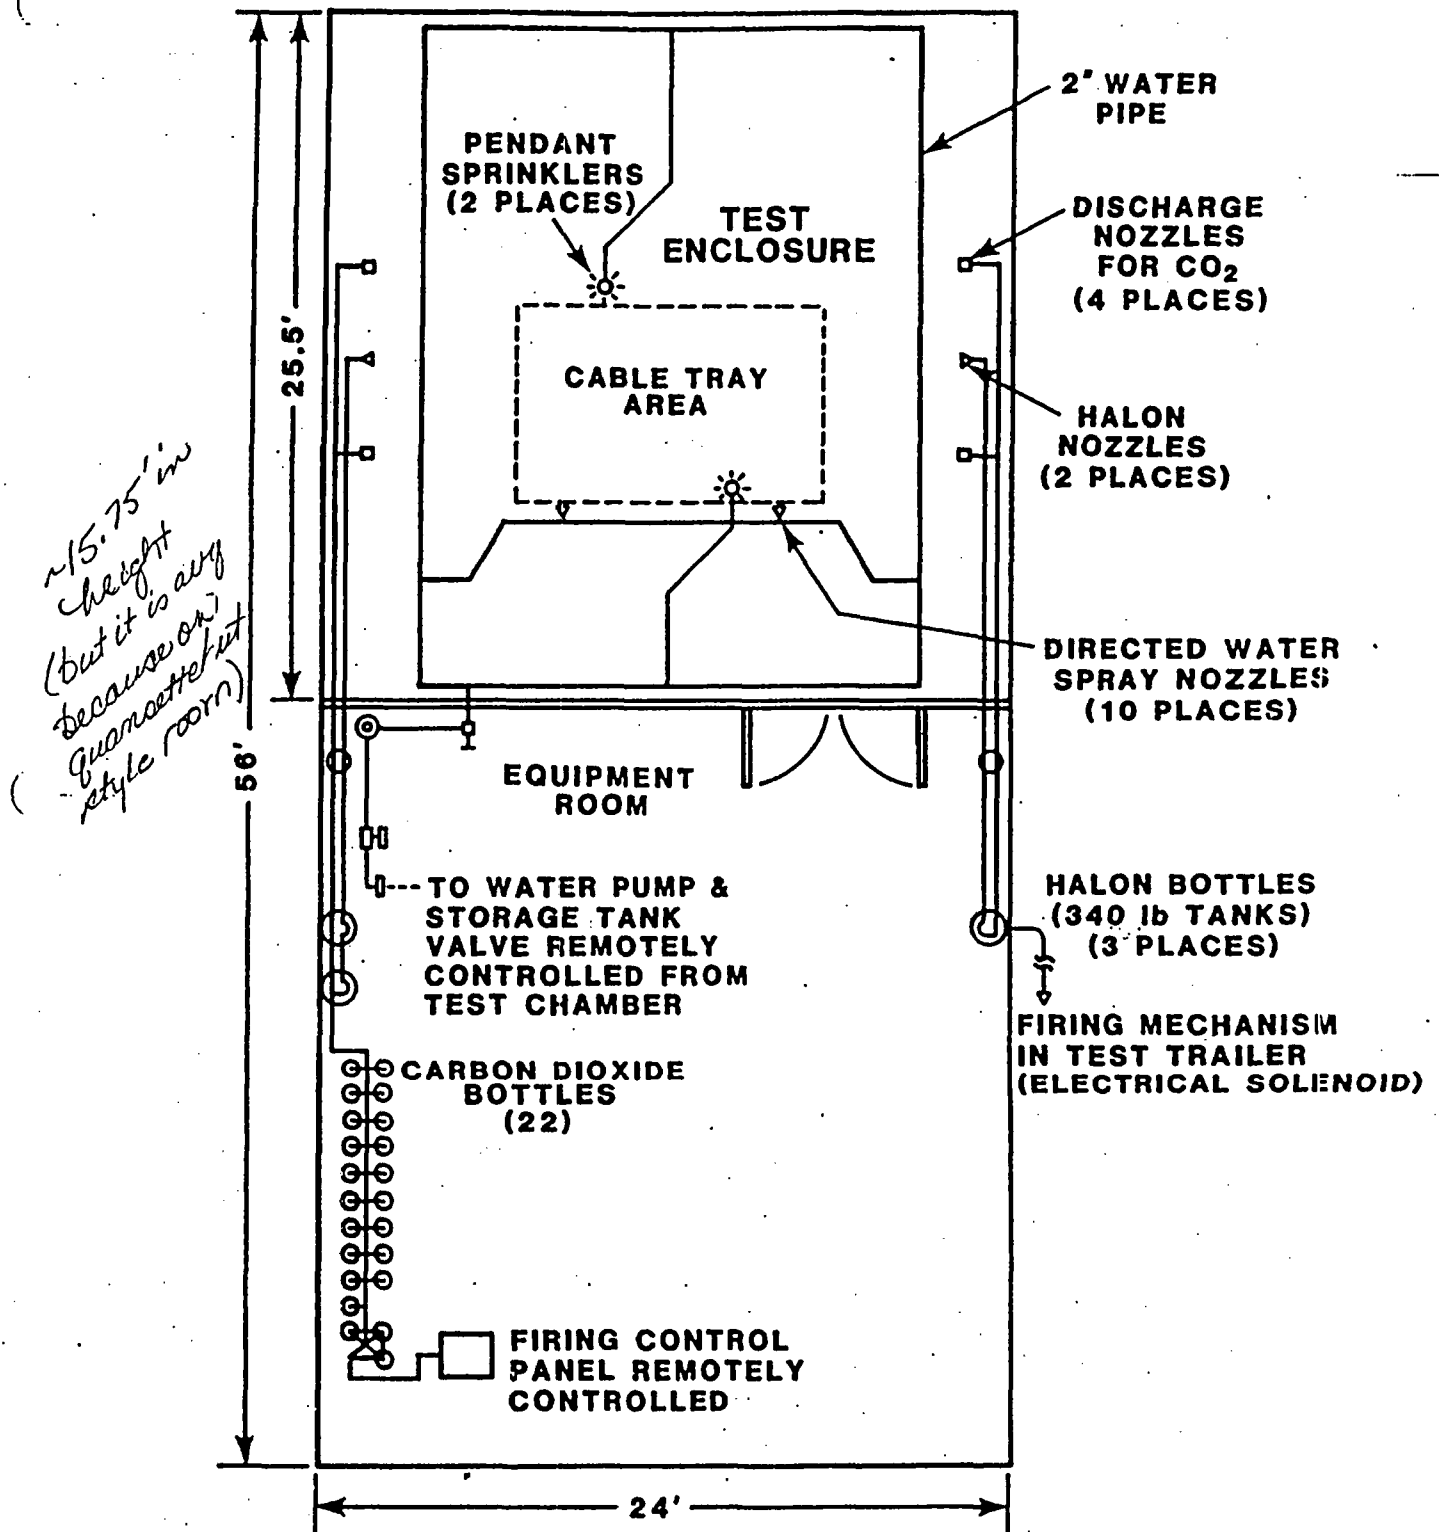 2" WATER
PIPE
PENDANT
SPRINKLERS
(2 PLACES)
TEST
ENCLOSURE
DISCHARGE
NOZZLES
FOR CO2
(4 PLACES)
25.5'
CABLE TRAY
AREA
HALON
NOZZLES
(2 PLACES)
~15.75' in
height
(but it is avg
because on
style room)
DIRECTED WATER
SPRAY NOZZLES
(10 PLACES)
56'
EQUIPMENT
ROOM
TO WATER PUMP &
STORAGE TANK
VALVE REMOTELY
CONTROLLED FROM
TEST CHAMBER
HALON BOTTLES
(340 lb TANKS)
(3 PLACES)
FIRING MECHANISM
IN TEST TRAILER
(ELECTRICAL SOLENOID)
CARBON DIOXIDE
BOTTLES
(22)
FIRING CONTROL
PANEL REMOTELY
CONTROLLED
24'